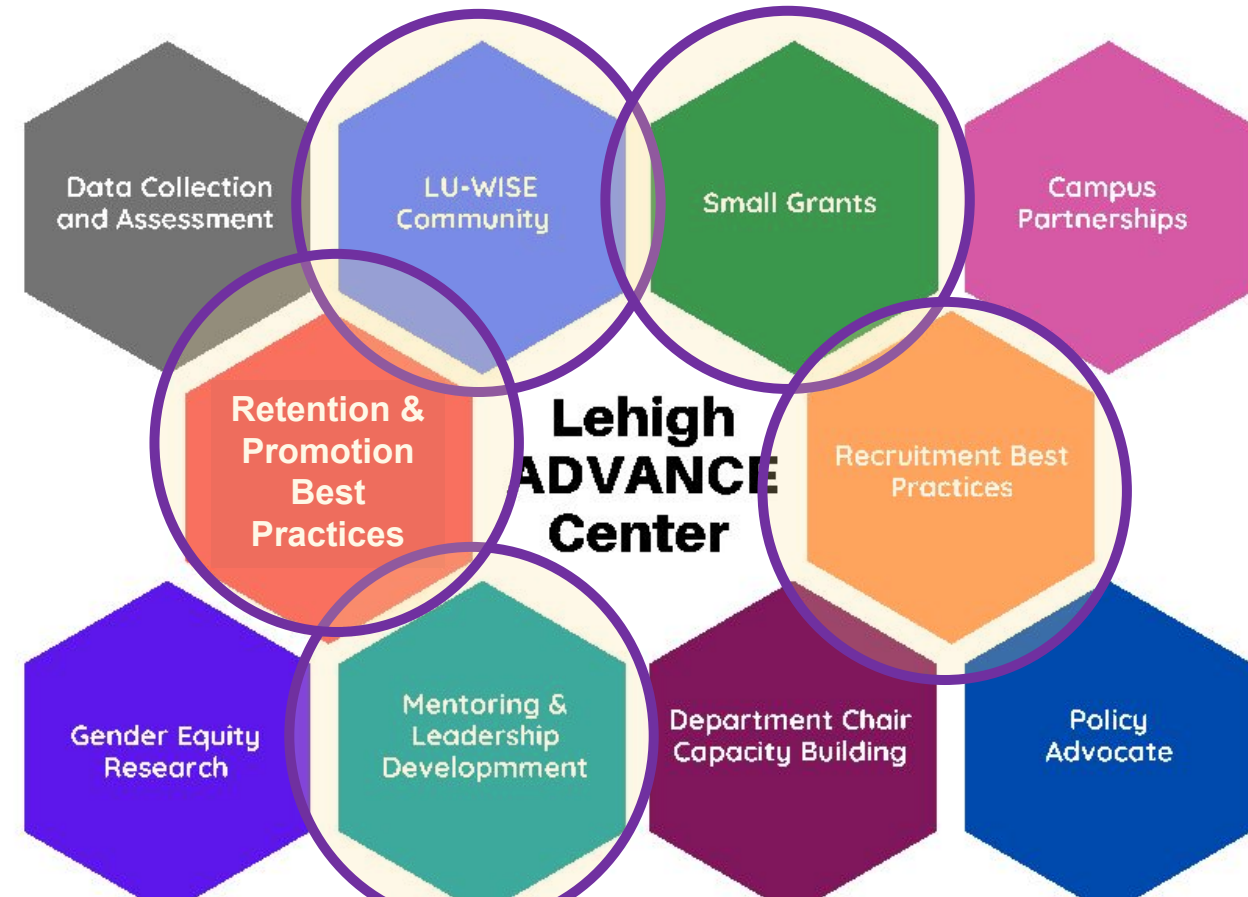 Data Collection
and Assessment
LU-WISE
Community
Small Grants
Campus
Partnerships
Retention &
Promotion
Best
Practices
Lehigh
ADVANCE
Center
Recruitment Best
Practices
Gender Equity
Research
Mentoring &
Leadership
Developmment
Department Chair
Capacity Building
Policy
Advocate